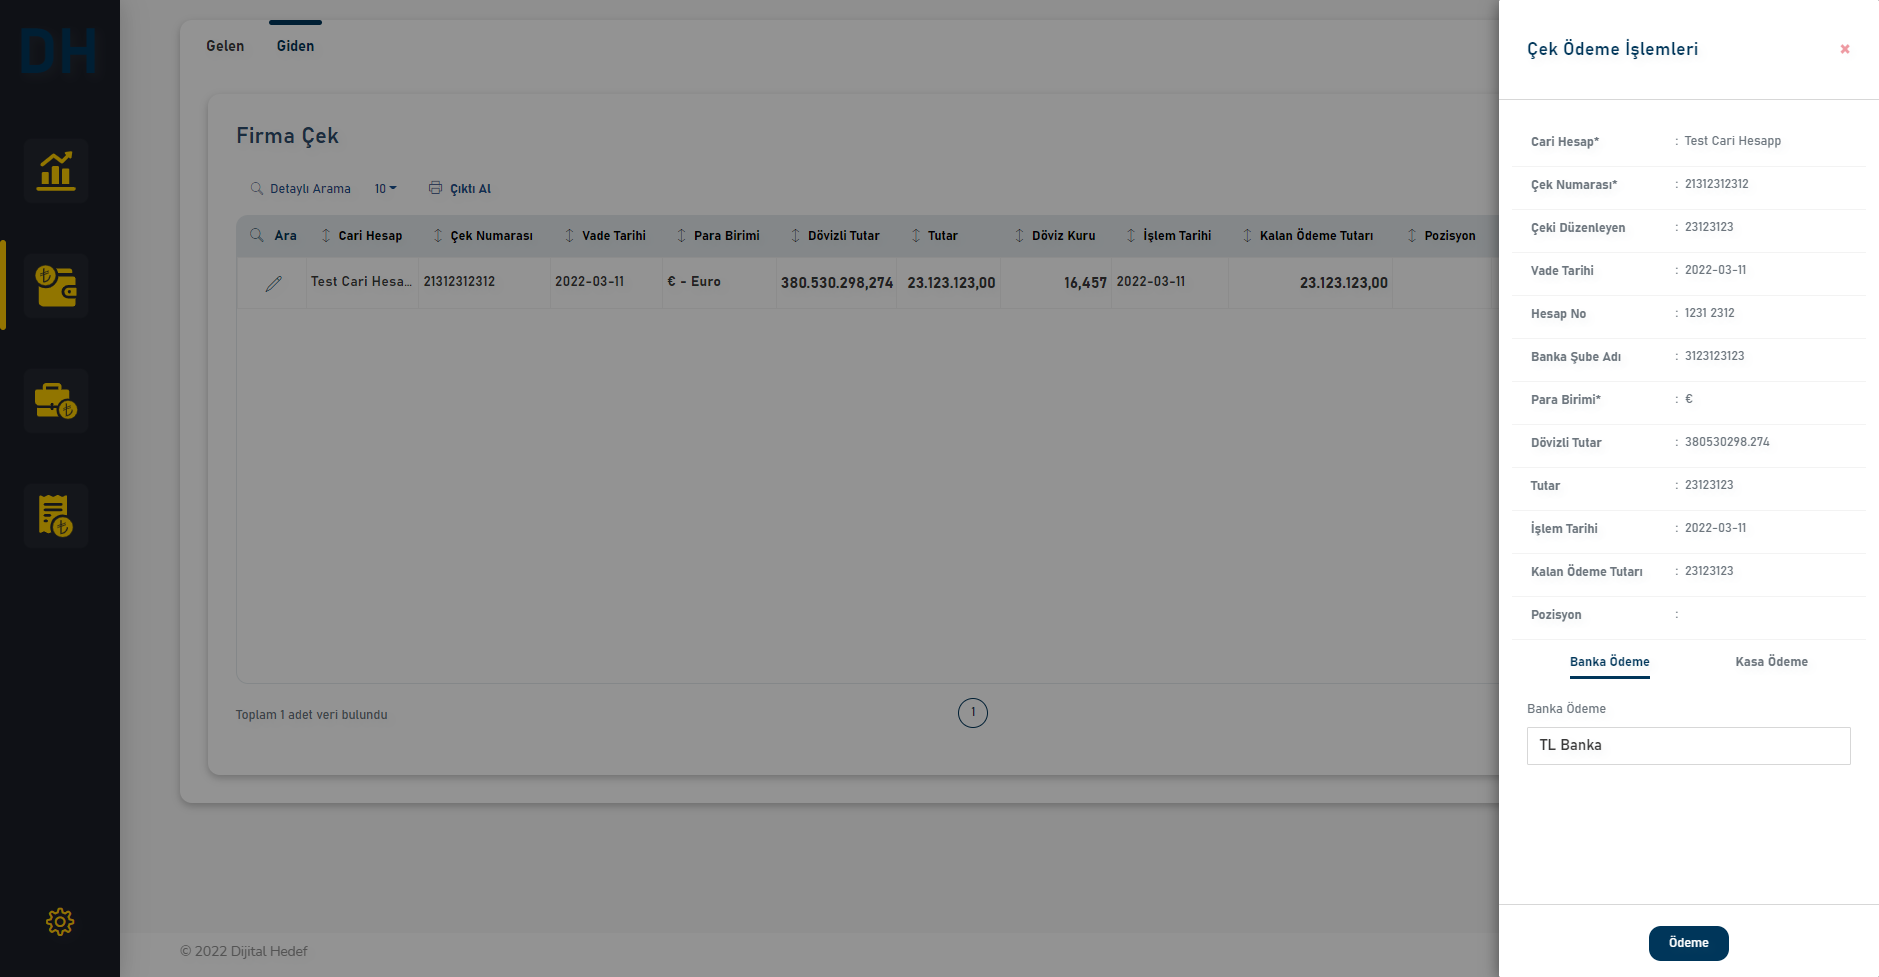 DH
Gelen
Giden
Firma Çek
Detaylı Arama
10
Çıktı Al
Ara
Cari Hesap
Çek Numarası
Vade Tarihi
Para Birimi
Dövizli Tutar
Tutar
Döviz Kuru
İşlem Tarihi
Kalan Ödeme Tutarı
Pozisyon
Test Cari Hesa...
21312312312
2022-03-11
€ - Euro
380.530.298,274
23.123.123,00
16,457
2022-03-11
23.123.123,00
Toplam 1 adet veri bulundu
1
© 2022 Dijital Hedef
Çek Ödeme İşlemleri
Cari Hesap* : Test Cari Hesapp
Çek Numarası* : 21312312312
Çeki Düzenleyen : 23123123
Vade Tarihi : 2022-03-11
Hesap No : 1231 2312
Banka Şube Adı : 3123123123
Para Birimi* : €
Dövizli Tutar : 380530298.274
Tutar : 23123123
İşlem Tarihi : 2022-03-11
Kalan Ödeme Tutarı : 23123123
Pozisyon :
Banka Ödeme
Kasa Ödeme
Banka Ödeme
TL Banka
Ödeme